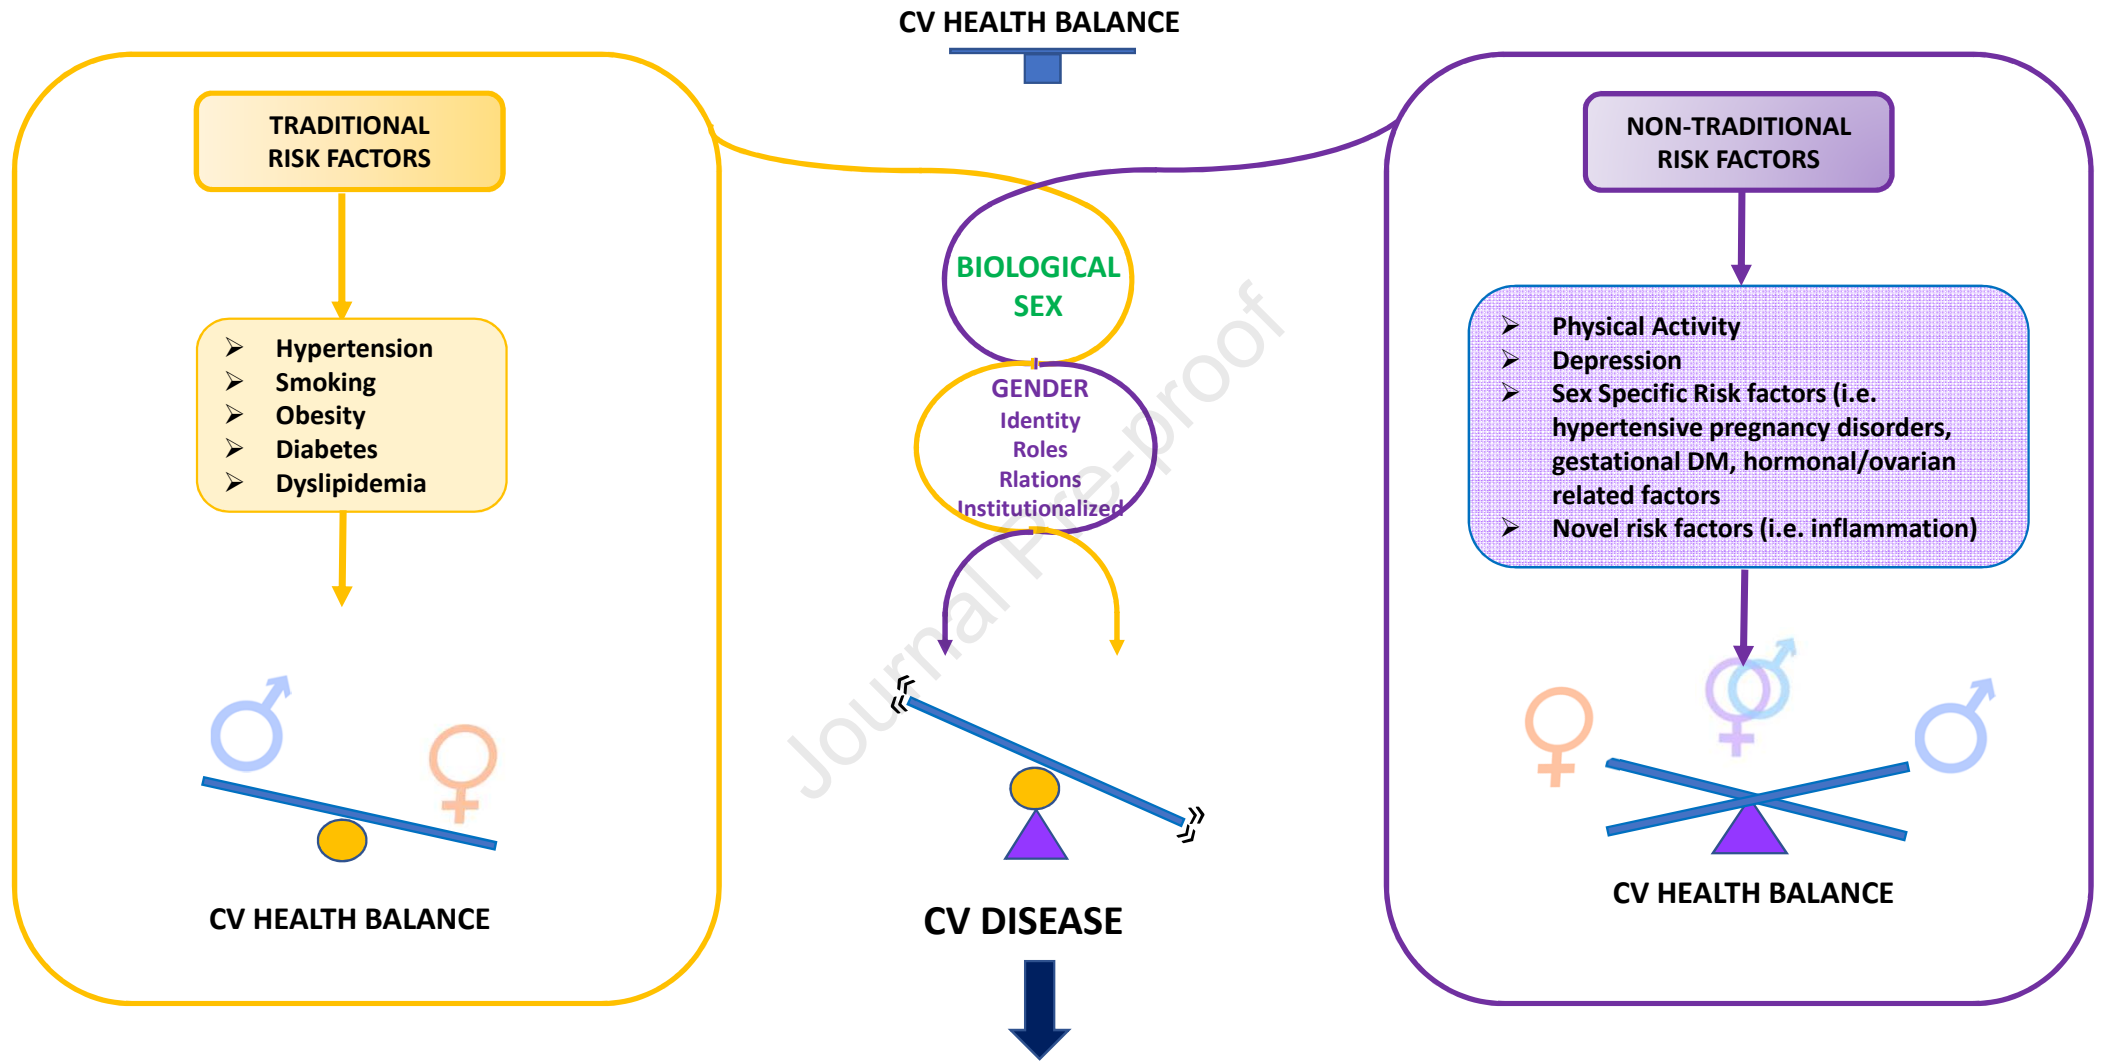 CV HEALTH BALANCE
TRADITIONAL
RISK FACTORS
➢ Hypertension
➢ Smoking
➢ Obesity
➢ Diabetes
➢ Dyslipidemia
CV HEALTH BALANCE
BIOLOGICAL
SEX
GENDER
Identity
Roles
Rlations
Institutionalized
CV DISEASE
NON-TRADITIONAL
RISK FACTORS
➢ Physical Activity
➢ Depression
➢ Sex Specific Risk factors (i.e.
hypertensive pregnancy disorders,
gestational DM, hormonal/ovarian
related factors
➢ Novel risk factors (i.e. inflammation)
CV HEALTH BALANCE
Journal Pre-proof